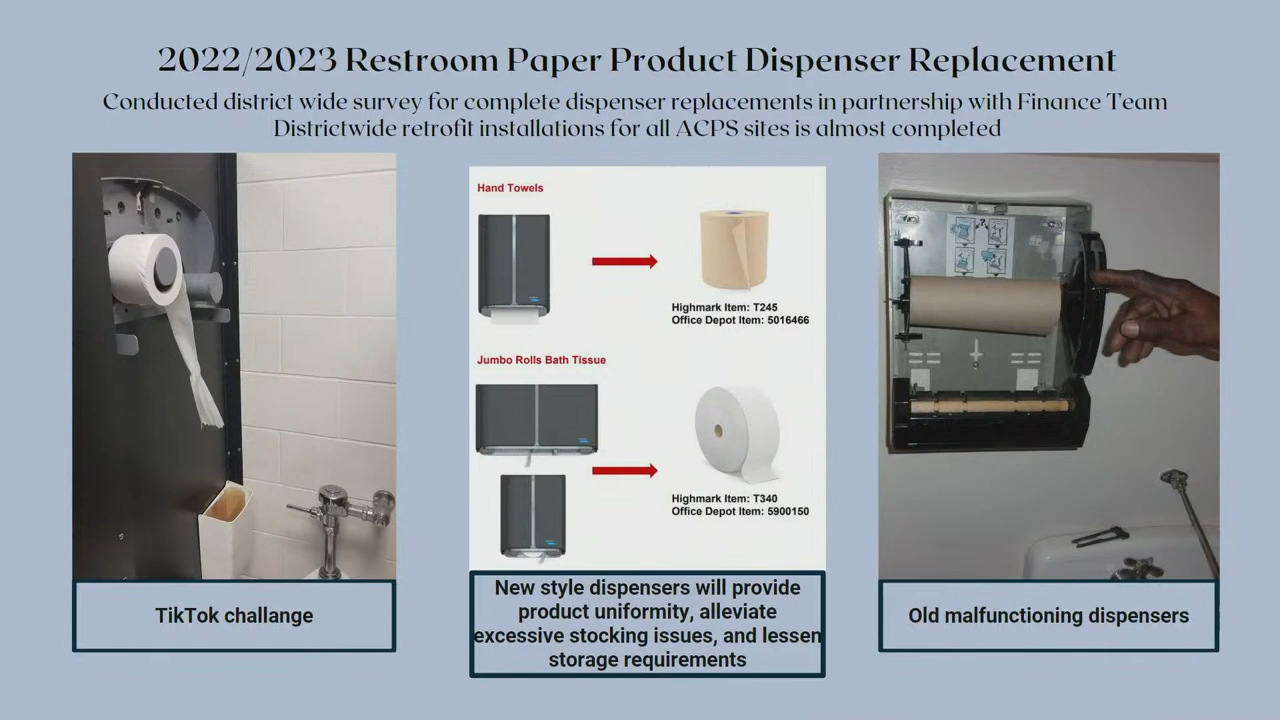 2022/2023 Restroom Paper Product Dispenser Replacement
Conducted district wide survey for complete dispenser replacements in partnership with Finance Team
Districtwide retrofit installations for all ACPS sites is almost completed
Hand Towels
Highmark Item: T245
Office Depot Item: 5016466
Jumbo Rolls Bath Tissue
Highmark Item: T340
Office Depot Item: 5900150
TikTok challange
New style dispensers will provide
product uniformity, alleviate
excessive stocking issues, and lessen
storage requirements
Old malfunctioning dispensers